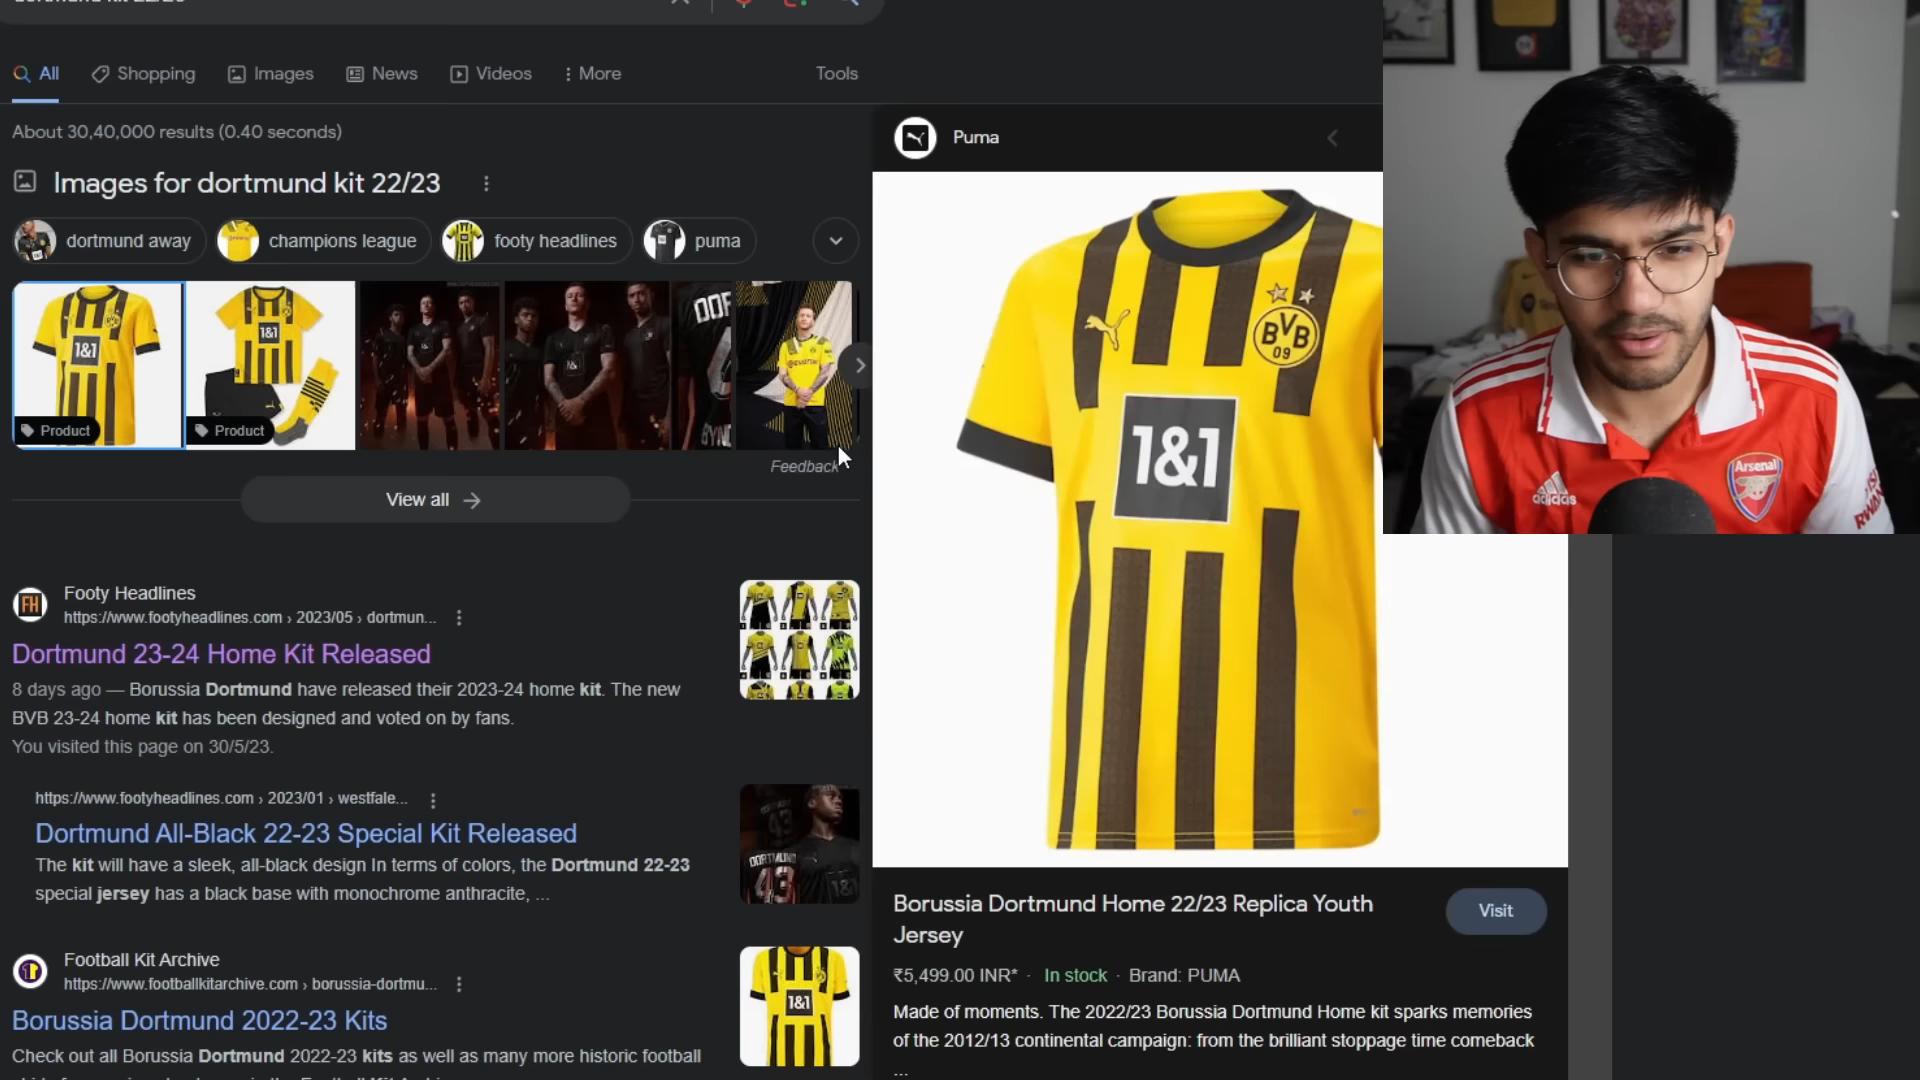 All
Shopping
Images
News
Videos
More
Tools
About 30,40,000 results (0.40 seconds)
Images for dortmund kit 22/23
dortmund away
champions league
footy headlines
puma
Product
Product
Feedback
View all
Footy Headlines
https://www.footyheadlines.com › 2023/05 › dortmun...
Dortmund 23-24 Home Kit Released
8 days ago — Borussia Dortmund have released their 2023-24 home kit. The new
BVB 23-24 home kit has been designed and voted on by fans.
You visited this page on 30/5/23.
https://www.footyheadlines.com › 2023/01 › westfale...
Dortmund All-Black 22-23 Special Kit Released
The kit will have a sleek, all-black design In terms of colors, the Dortmund 22-23
special jersey has a black base with monochrome anthracite, ...
Football Kit Archive
https://www.footballkitarchive.com › borussia-dortmu...
Borussia Dortmund 2022-23 Kits
Check out all Borussia Dortmund 2022-23 kits as well as many more historic football
Puma
BVB
09
1&1
Borussia Dortmund Home 22/23 Replica Youth
Jersey
Visit
₹5,499.00 INR* · In stock · Brand: PUMA
Made of moments. The 2022/23 Borussia Dortmund Home kit sparks memories
of the 2012/13 continental campaign: from the brilliant stoppage time comeback
...
Arsenal
adidas
1&1
1&1
FH
1&1